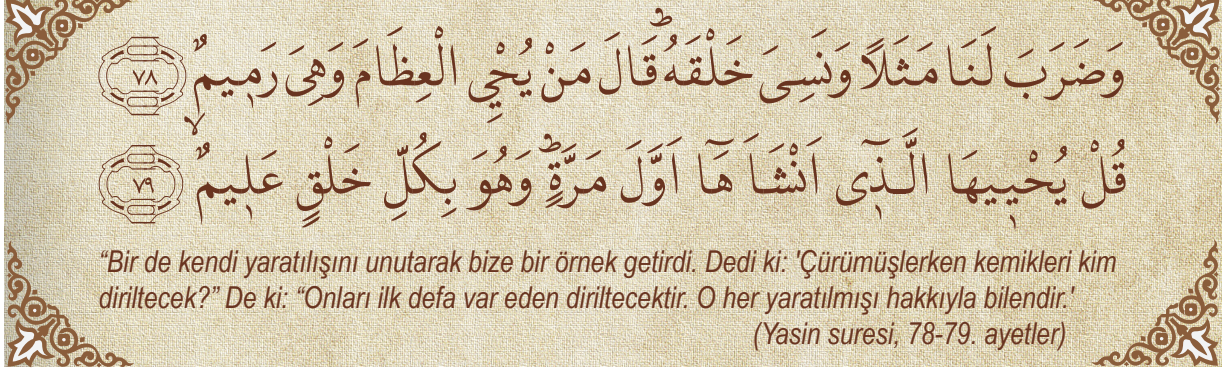 وَضَرَبَ لَنَا مَثَلًا وَنَسِىَ خَلْقَهُۜ قَالَ مَنْ يُحْيِي الْعِظَامَ وَهِىَ رَم۪يمٌ ﴿٧٨﴾
قُلْ يُحْي۪يهَا الَّـذ۪ٓى اَنْشَاَ هَٓا اَوَّلَ مَرَّةٍۜ وَهُوَ بِكُلِّ خَلْقٍ عَل۪يمٌۙ ﴿٧٩﴾
“Bir de kendi yaratılışını unutarak bize bir örnek getirdi. Dedi ki: 'Çürümüşlerken kemikleri kim
diriltecek?” De ki: “Onları ilk defa var eden diriltecektir. O her yaratılmışı hakkıyla bilendir.'
(Yasin suresi, 78-79. ayetler)